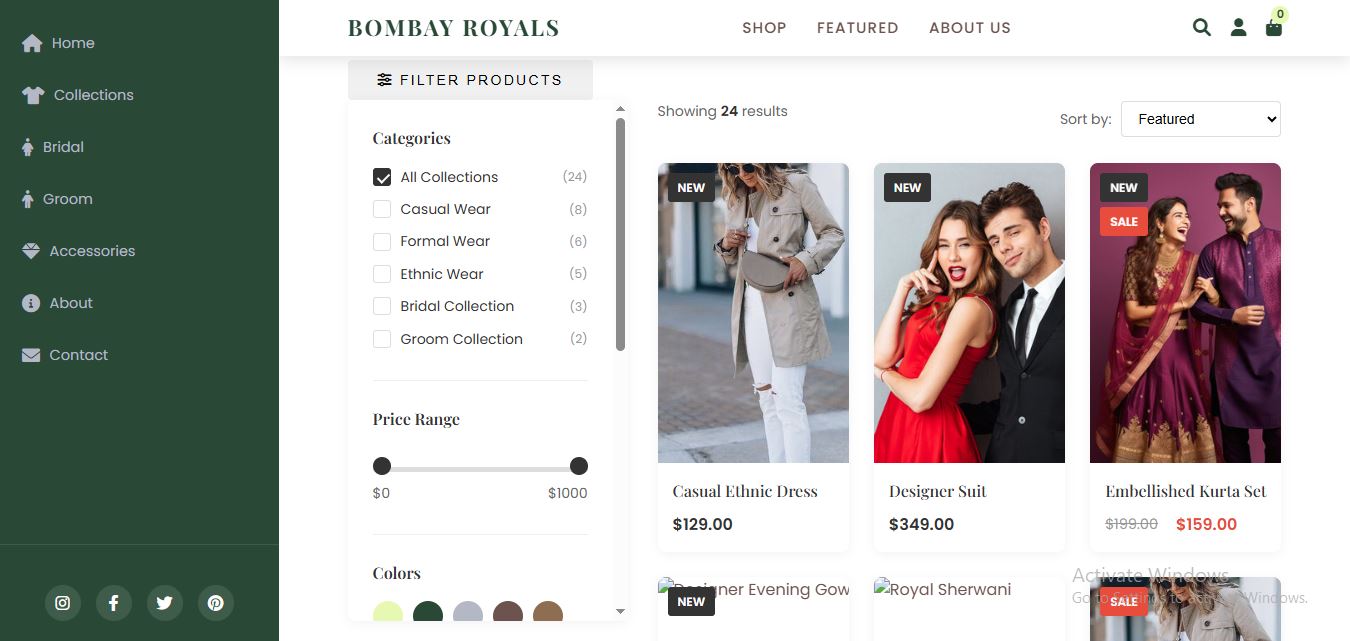 Home
Collections
Bridal
Groom
Accessories
About
Contact
BOMBAY ROYALS
SHOP FEATURED ABOUT US
0
FILTER PRODUCTS
Categories
All Collections (24)
Casual Wear (8)
Formal Wear (6)
Ethnic Wear (5)
Bridal Collection (3)
Groom Collection (2)
Price Range
$0 $1000
Colors
Showing 24 results
Sort by: Featured
NEW
Casual Ethnic Dress
$129.00
NEW
Designer Suit
$349.00
NEW
SALE
Embellished Kurta Set
$199.00 $159.00
Designer Evening Gow
NEW
Royal Sherwani
SALE
Activate Windows
Go to Settings to activate Windows.